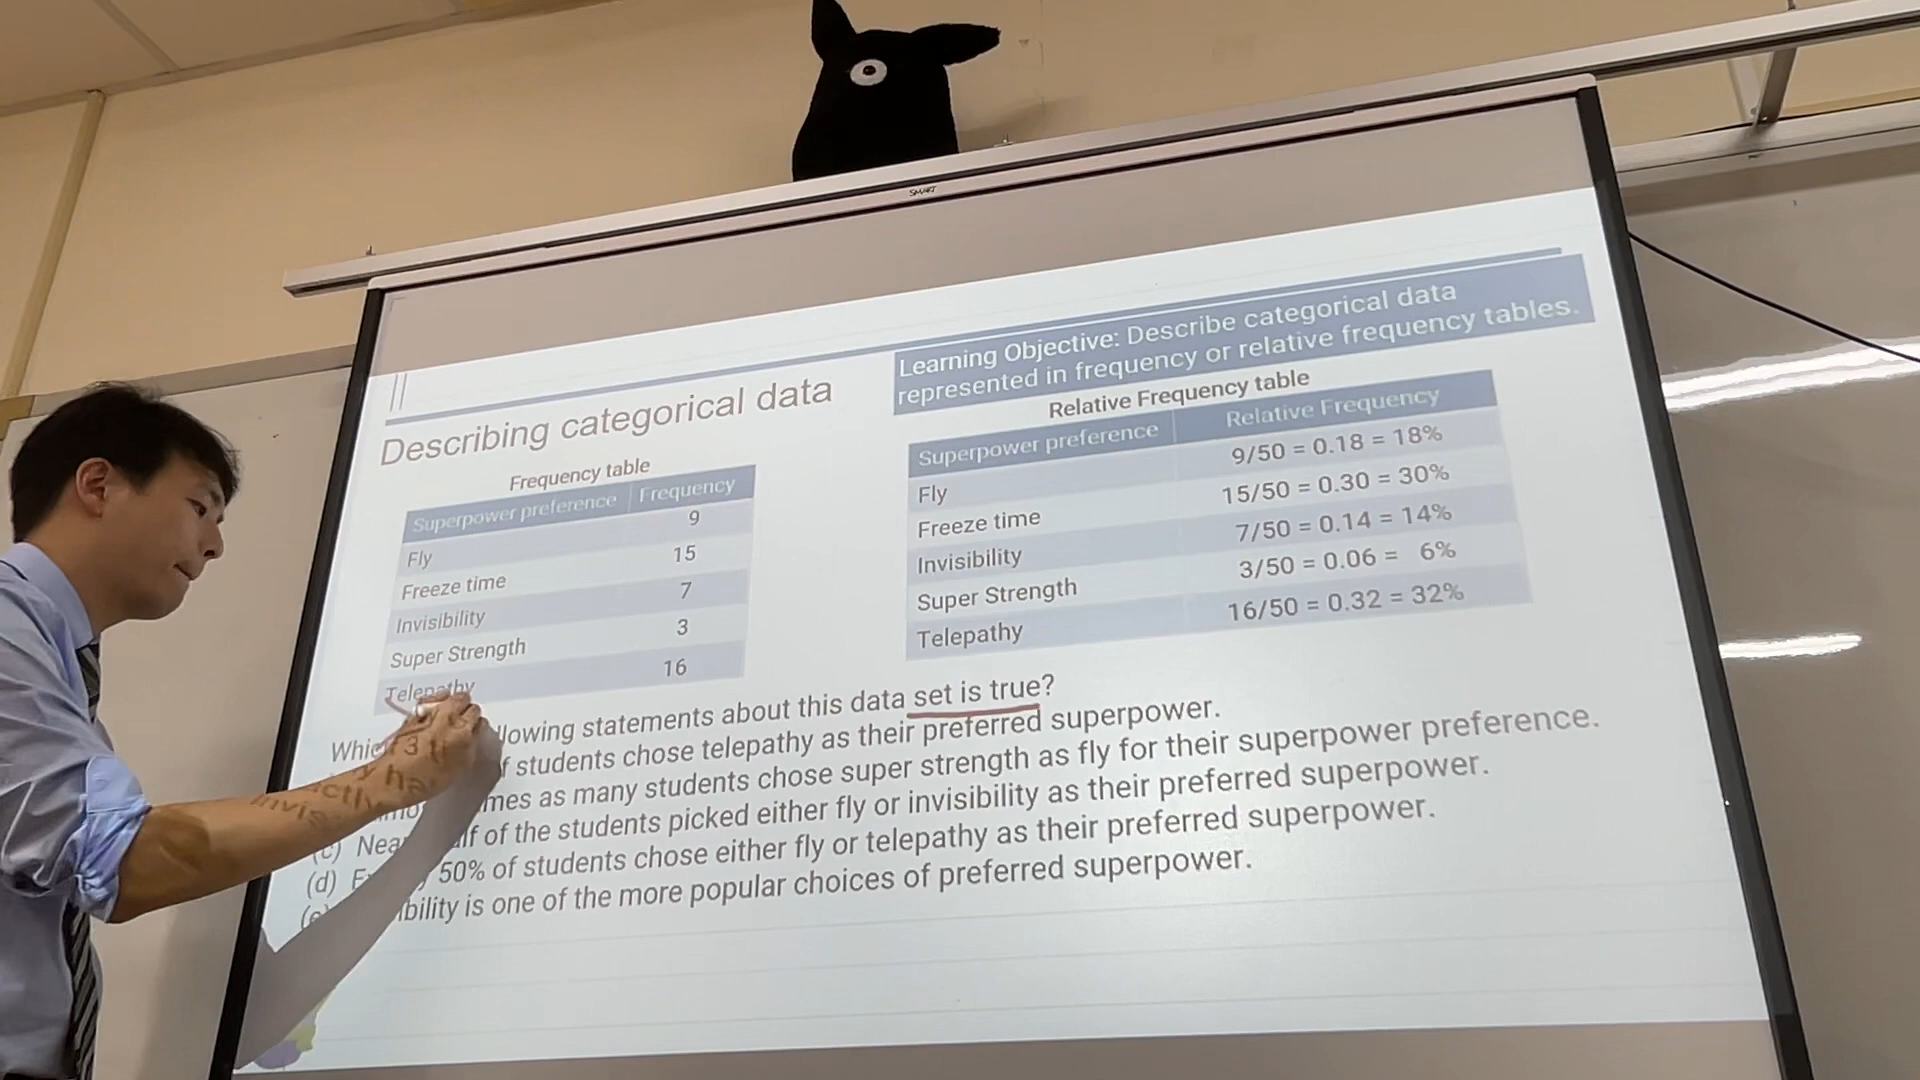 SMART
Learning Objective: Describe categorical data
represented in frequency or relative frequency tables.
Describing categorical data
Frequency table
Superpower preference Frequency
Fly 9
Freeze time 15
Invisibility 7
Super Strength 3
Telepathy 16
Relative Frequency table
Superpower preference Relative Frequency
Fly 9/50 = 0.18 = 18%
Freeze time 15/50 = 0.30 = 30%
Invisibility 7/50 = 0.14 = 14%
Super Strength 3/50 = 0.06 = 6%
Telepathy 16/50 = 0.32 = 32%
lowing statements about this data set is true?
f students chose telepathy as their preferred superpower.
mes as many students chose super strength as fly for their superpower preference.
(c) Nea lf of the students picked either fly or invisibility as their preferred superpower.
(d) 50% of students chose either fly or telepathy as their preferred superpower.
bility is one of the more popular choices of preferred superpower.